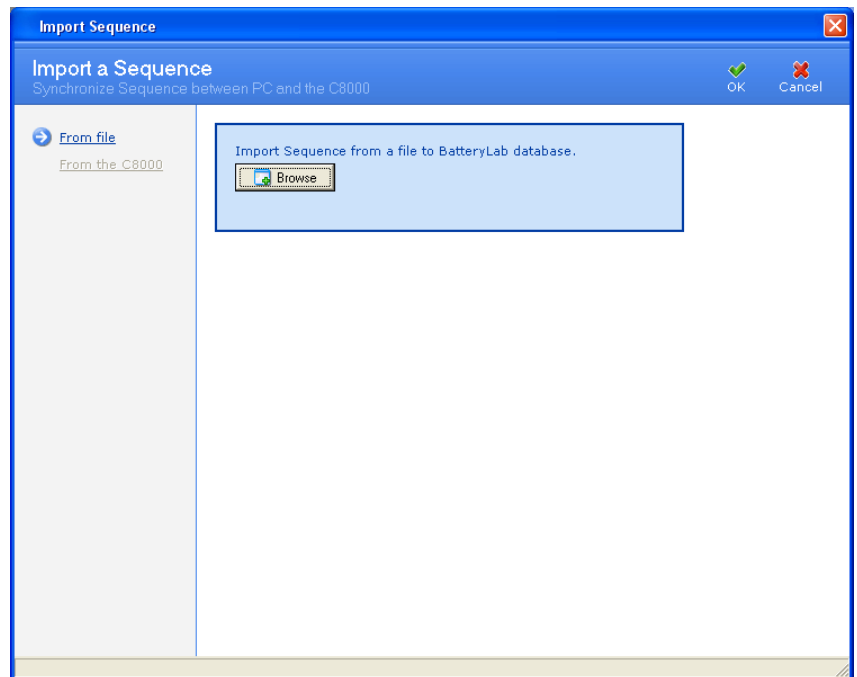 Import Sequence
Import a Sequence
Synchronize Sequence between PC and the C8000
OK
Cancel
From file
From the C8000
Import Sequence from a file to BatteryLab database.
Browse